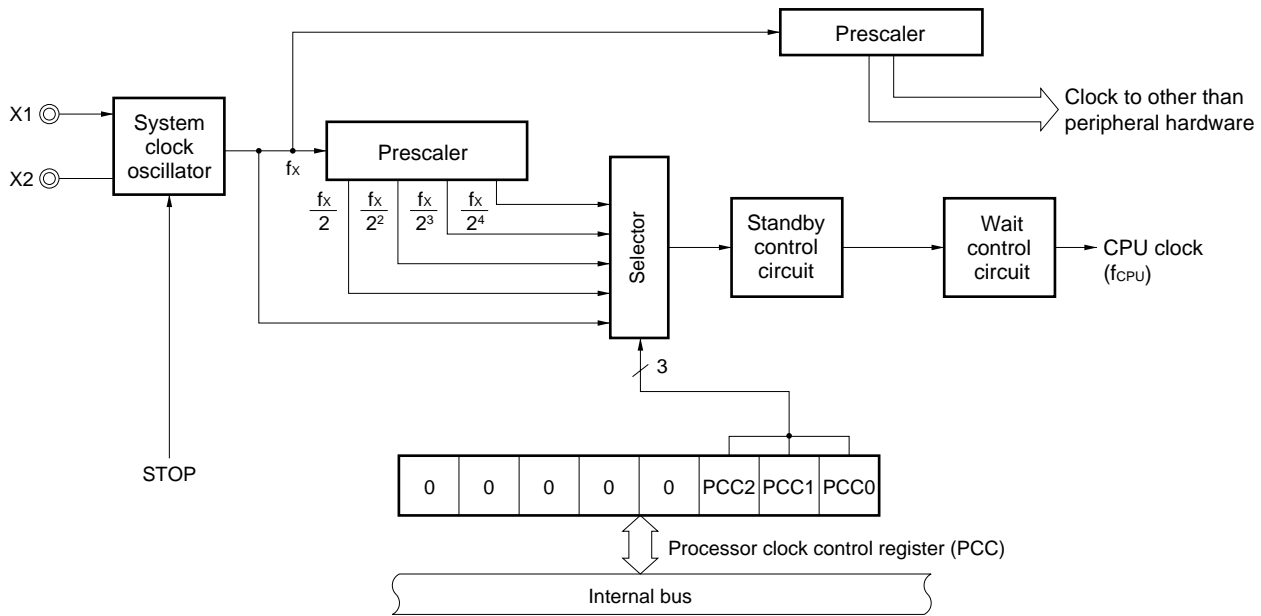 Prescaler
X1
X2
System
clock
oscillator
Clock to other than
peripheral hardware
fX
Prescaler
fX/2
fX/2²
fX/2³
fX/2⁴
Selector
Standby
control
circuit
Wait
control
circuit
CPU clock
(fCPU)
3
STOP
0 0 0 0 0 PCC2 PCC1 PCC0
Processor clock control register (PCC)
Internal bus